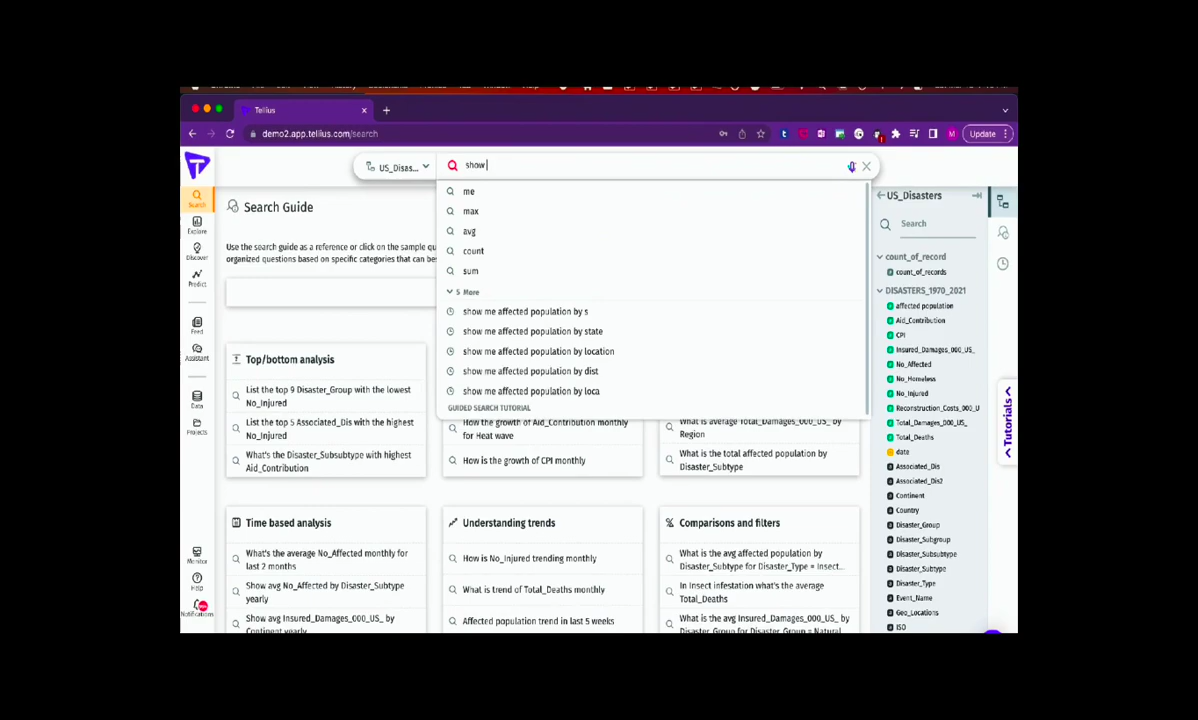 Tellius
demo2.app.tellius.com/search
Update
US_Disas...
show
Search
Explore
Discover
Predict
Feed
Assistant
Data
Projects
Monitor
Help
Notifications
Search Guide
Use the search guide as a reference or click on the sample qu
organized questions based on specific categories that can be
me
max
avg
count
sum
5 More
show me affected population by s
show me affected population by state
show me affected population by location
show me affected population by dist
show me affected population by loca
GUIDED SEARCH TUTORIAL
Top/bottom analysis
List the top 9 Disaster_Group with the lowest
No_Injured
List the top 5 Associated_Dis with the highest
No_Injured
What's the Disaster_Subsubtype with highest
Aid_Contribution
How the growth of Aid_Contribution monthly
for Heat wave
How is the growth of CPI monthly
What is average Total_Damages_000_US_ by
Region
What is the total affected population by
Disaster_Subtype
Time based analysis
What's the average No_Affected monthly for
last 2 months
Show avg No_Affected by Disaster_Subtype
yearly
Show avg Insured_Damages_000_US_ by
Continent yearly
Understanding trends
How is No_Injured trending monthly
What is trend of Total_Deaths monthly
Affected population trend in last 5 weeks
Comparisons and filters
What is the avg affected population by
Disaster_Subtype for Disaster_Type = Insect...
In Insect infestation what's the average
Total_Deaths
What is the avg Insured_Damages_000_US_ by
Disaster_Group for Disaster_Group = Natural
US_Disasters
Search
count_of_record
count_of_records
DISASTERS_1970_2021
affected population
Aid_Contribution
CPI
Insured_Damages_000_US_
No_Affected
No_Homeless
No_Injured
Reconstruction_Costs_000_U
Total_Damages_000_US_
Total_Deaths
date
Associated_Dis
Associated_Dis2
Continent
Country
Disaster_Group
Disaster_Subgroup
Disaster_Subsubtype
Disaster_Subtype
Disaster_Type
Event_Name
Geo_Locations
ISO
Tutorials